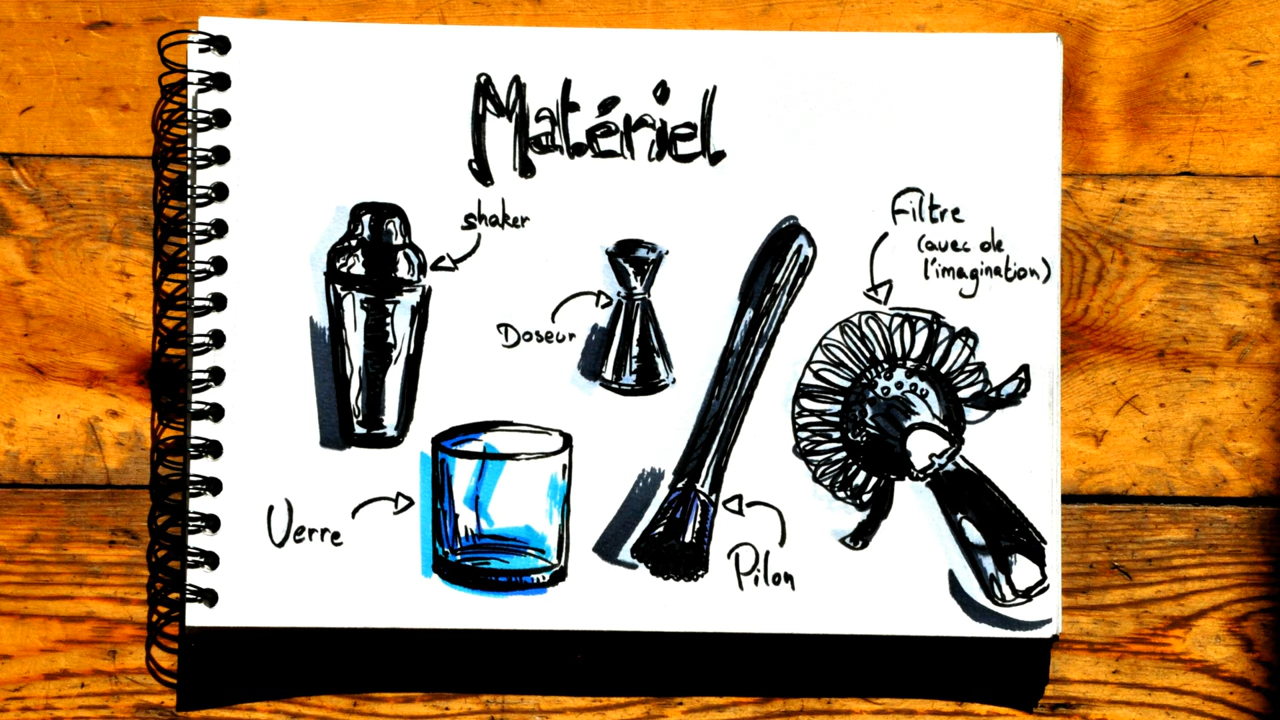 Matériel
shaker
Filtre
(avec de
l'imagination)
Doseur
Verre
Pilon